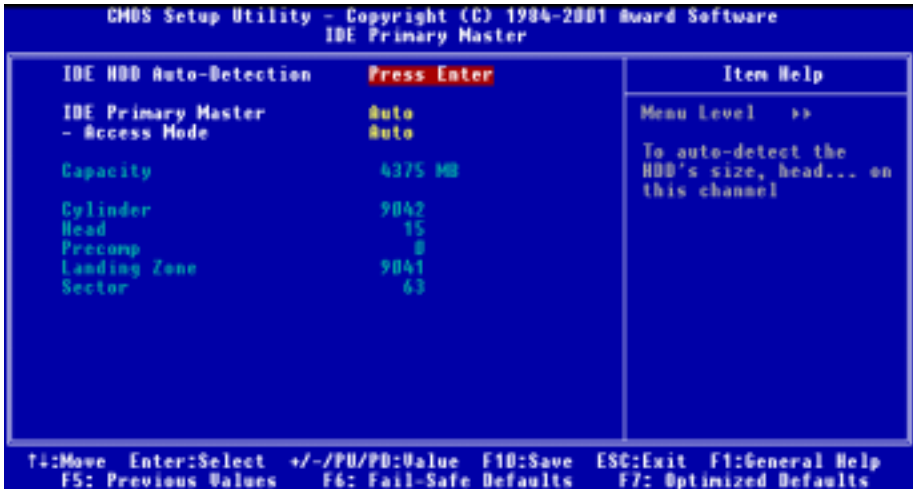 CMOS Setup Utility - Copyright (C) 1984-2001 Award Software
IDE Primary Master
IDE HDD Auto-Detection Press Enter
IDE Primary Master Auto
- Access Mode Auto
Capacity 4375 MB
Cylinder 9042
Head 15
Precomp 0
Landing Zone 9041
Sector 63
Item Help
Menu Level ►►
To auto-detect the
HDD's size, head... on
this channel
↑↓:Move Enter:Select +/-/PU/PD:Value F10:Save ESC:Exit F1:General Help
F5: Previous Values F6: Fail-Safe Defaults F7: Optimized Defaults